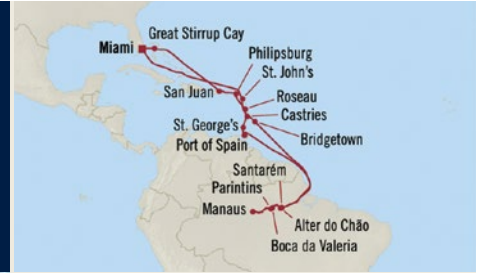 Great Stirrup Cay
Miami
Philipsburg
St. John's
San Juan
Roseau
Castries
St. George's
Bridgetown
Port of Spain
Santarém
Parintins
Manaus
Alter do Chão
Boca da Valeria